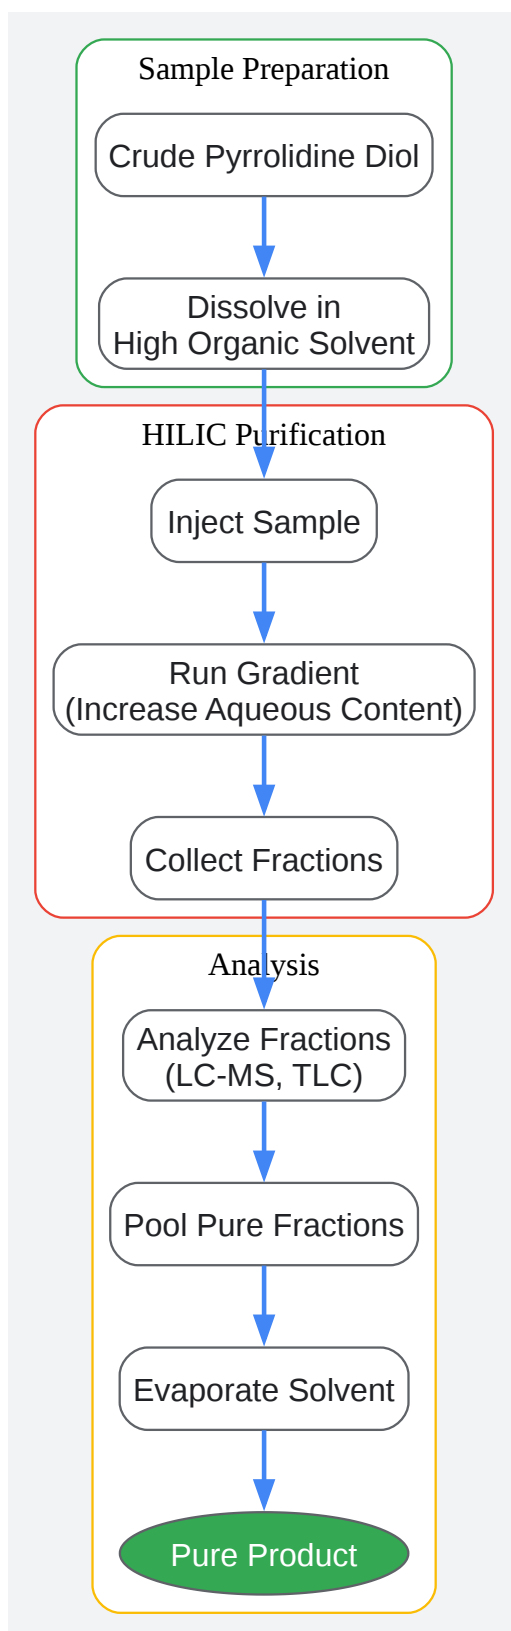 Sample Preparation
Crude Pyrrolidine Diol
Dissolve in
High Organic Solvent
HILIC Purification
Inject Sample
Run Gradient
(Increase Aqueous Content)
Collect Fractions
Analysis
Analyze Fractions
(LC-MS, TLC)
Pool Pure Fractions
Evaporate Solvent
Pure Product